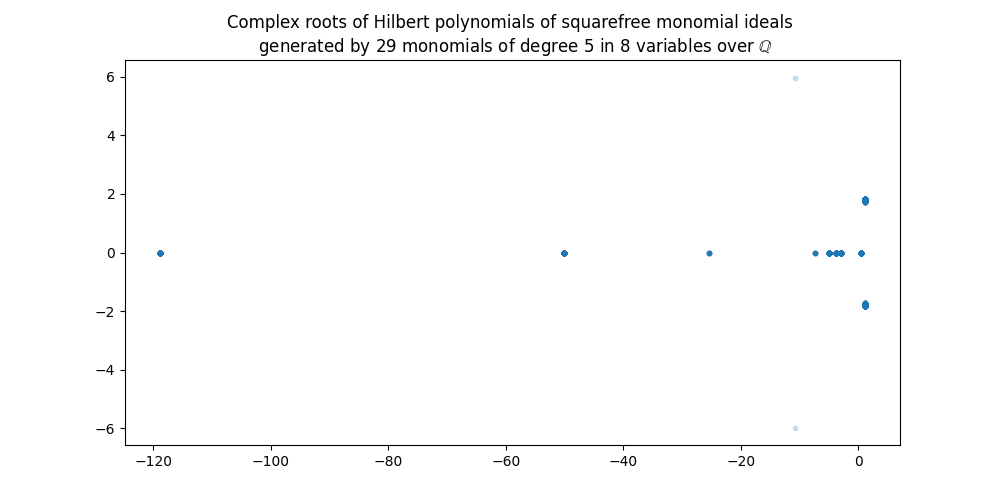 Complex roots of Hilbert polynomials of squarefree monomial ideals
generated by 29 monomials of degree 5 in 8 variables over ℚ
6
4
2
0
−2
−4
−6
−120 −100 −80 −60 −40 −20 0